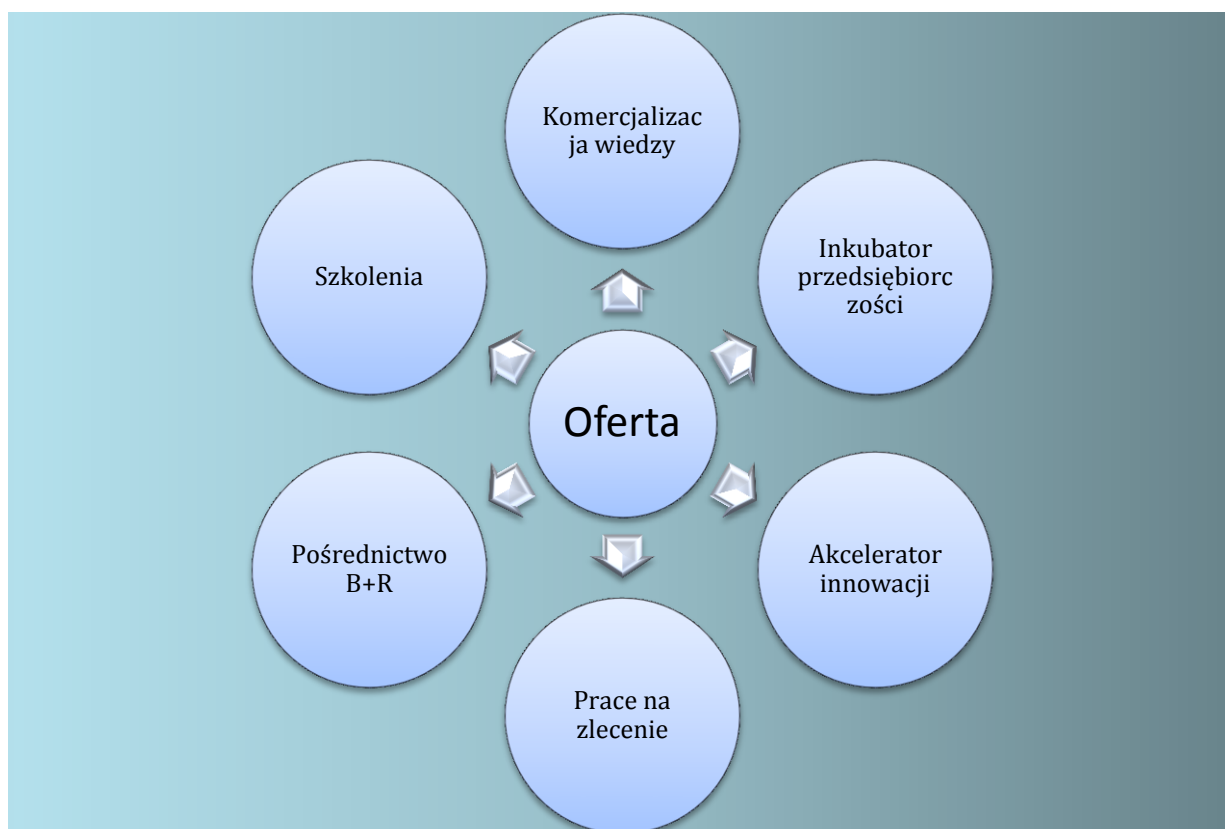 Komercjalizac
ja wiedzy
Inkubator
przedsiębiorc
zości
Akcelerator
innowacji
Prace na
zlecenie
Pośrednictwo
B+R
Szkolenia
Oferta